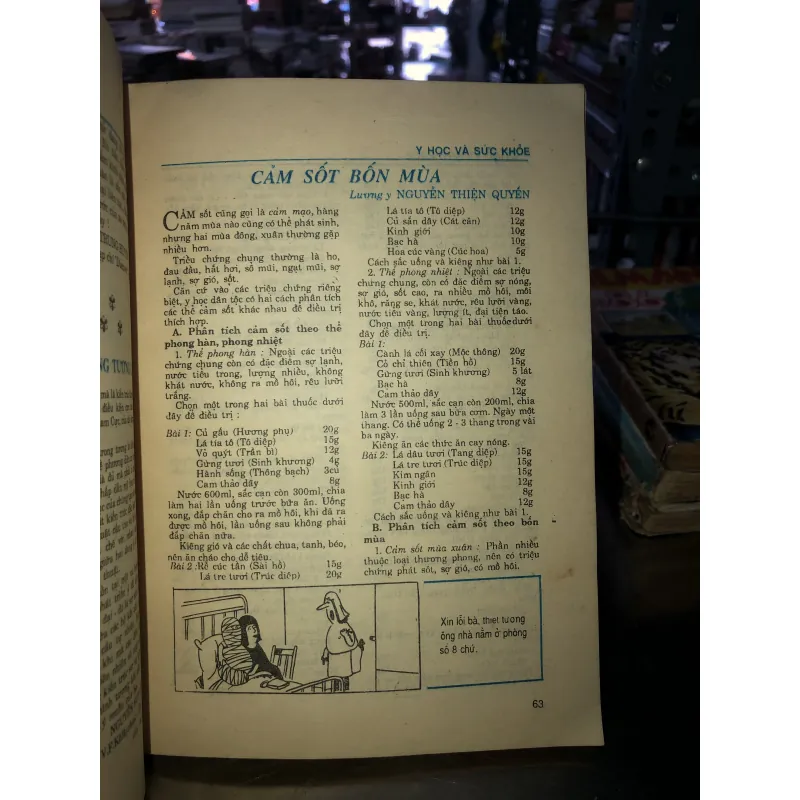 Y HỌC VÀ SỨC KHỎE
CẢM SỐT BỐN MÙA
Lương y NGUYỄN THIỆN QUYẾN
CẢM sốt cũng gọi là cảm mạo, hàng
năm mùa nào cũng có thể phát sinh,
nhưng hai mùa đông, xuân thường gặp
nhiều hơn.
Triệu chứng chung thường là ho,
đau đầu, hắt hơi, sổ mũi, ngạt mũi, sợ
lạnh, sợ gió, sốt.
Căn cứ vào các triệu chứng riêng
biệt, y học dân tộc có hai cách phân tích
các thể cảm sốt khác nhau để điều trị
thích hợp.
A. Phân tích cảm sốt theo thể
phong hàn, phong nhiệt
1. Thể phong hàn : Ngoài các triệu
chứng chung còn có đặc điểm sợ lạnh,
nước tiểu trong, lượng nhiều, không
khát nước, không ra mồ hôi, rêu lưỡi
trắng.
Chọn một trong hai bài thuốc dưới
đây để điều trị :
Bài 1: Củ gấu (Hương phụ) 20g
Lá tía tô (Tô diệp) 15g
Vỏ quýt (Trần bì) 12g
Gừng tươi (Sinh khương) 4g
Hành sống (Thông bạch) 3củ
Cam thảo dây 8g
Nước 600ml, sắc cạn còn 300ml, chia
làm hai lần uống trước bữa ăn. Uống
xong, đắp chăn cho ra mồ hôi, khi đã ra
được mồ hôi, lần uống sau không phải
đắp chăn nữa.
Kiêng gió và các chất chua, tanh, béo,
nên ăn cháo cho dễ tiêu.
Bài 2 :Rễ cúc tần (Sài hồ) 15g
Lá tre tươi (Trúc diệp) 20g
Lá tía tô (Tô diệp) 12g
Củ sắn dây (Cát căn) 12g
Kinh giới 10g
Bạc hà 10g
Hoa cúc vàng (Cúc hoa) 5g
Cách sắc uống và kiêng như bài 1.
2. Thể phong nhiệt : Ngoài các triệu
chứng chung, còn có đặc điểm sợ nóng,
sợ gió, sốt cao, ra nhiều mồ hôi, môi
khô, răng se, khát nước, rêu lưỡi vàng,
nước tiểu vàng, lượng ít, đại tiện táo.
Chọn một trong hai bài thuốc dưới
đây để điều trị.
Bài 1:
Cành lá cối xay (Mộc thông) 20g
Cỏ chỉ thiên (Tiền hồ) 15g
Gừng tươi (Sinh khương) 5 lát
Bạc hà 8g
Cam thảo dây 12g
Nước 500ml, sắc cạn còn 200ml, chia
làm 3 lần uống sau bữa cơm. Ngày một
thang. Có thể uống 2 - 3 thang trong vài
ba ngày.
Kiêng ăn các thức ăn cay nóng.
Bài 2: Lá dâu tươi (Tang diệp) 15g
Lá tre tươi (Trúc diệp) 15g
Kim ngân 15g
Kinh giới 12g
Bạc hà 8g
Cam thảo dây 12g
Cách sắc uống và kiêng như bài 1.
B. Phân tích cảm sốt theo bốn
mùa
1. Cảm sốt mùa xuân : Phần nhiều
thuộc loại thương phong, nên có triệu
chứng phát sốt, sợ gió, có mồ hôi.
Xin lỗi bà, thiet tương
ông nhà nằm ở phòng
số 8 chứ.
63